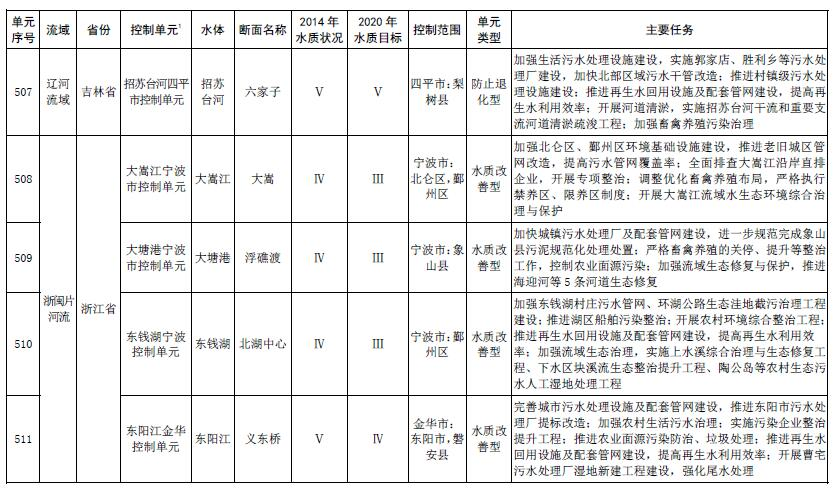 单元
序号
流域
省份
控制单元¹
水体
断面名称
2014 年
水质状况
2020 年
水质目标
控制范围
单元
类型
主要任务
507
辽河
流域
吉林省
招苏台河四平
市控制单元
招苏
台河
六家子
Ⅴ
Ⅴ
四平市：梨
树县
防止退
化型
加强生活污水处理设施建设，实施郭家店、胜利乡等污水处
理厂建设，加快北部区域污水干管改造；推进村镇级污水处
理设施建设；推进再生水回用设施及配套管网建设，提高再
生水利用效率；开展河道清淤，实施招苏台河干流和重要支
流河道清淤疏浚工程；加强畜禽养殖污染治理
浙闽片
河流
浙江省
508
大嵩江宁波
市控制单元
大嵩江
大嵩
Ⅳ
Ⅲ
宁波市：
北仑区，鄞
州区
水质改
善型
加强北仑区、鄞州区环境基础设施建设，推进老旧城区管
网改造，提高污水管网覆盖率；全面排查大嵩江沿岸直排
企业，开展专项整治；调整优化畜禽养殖布局，严格执行
禁养区、限养区制度；开展大嵩江流域水生态环境综合治
理与保护
509
大塘港宁波
市控制单元
大塘港
浮礁渡
Ⅳ
Ⅲ
宁波市：象
山县
水质改
善型
加快城镇污水处理厂及配套管网建设，进一步规范完成象山
县污泥规范化处理处置；严格畜禽养殖的关停、提升等整治
工作，控制农业面源污染；加强流域生态修复与保护，推进
海迎河等 5 条河道生态修复
510
东钱湖宁波
控制单元
东钱湖
北湖中心
Ⅳ
Ⅲ
宁波市：鄞
州区
水质改
善型
加强东钱湖村庄污水管网、环湖公路生态洼地截污治理工程
建设；推进湖区船舶污染整治；开展农村环境综合整治工程；
推进再生水回用设施及配套管网建设，提高再生水利用效
率；加强流域生态治理，实施上水溪综合治理与生态修复工
程、下水区块溪流生态整治提升工程、陶公岛等农村生态污
水人工湿地处理工程
511
东阳江金华
控制单元
东阳江
义东桥
Ⅴ
Ⅳ
金华市：
东阳市，磐
安县
水质改
善型
完善城市污水处理设施及配套管网建设，推进东阳市污水处
理厂提标改造；加强农村生活污水治理；实施污染企业整治
提升工程；推进农业面源污染防治、垃圾处理；推进再生水
回用设施及配套管网建设，提高再生水利用效率；开展曹宅
污水处理厂湿地新建工程建设，强化尾水处理